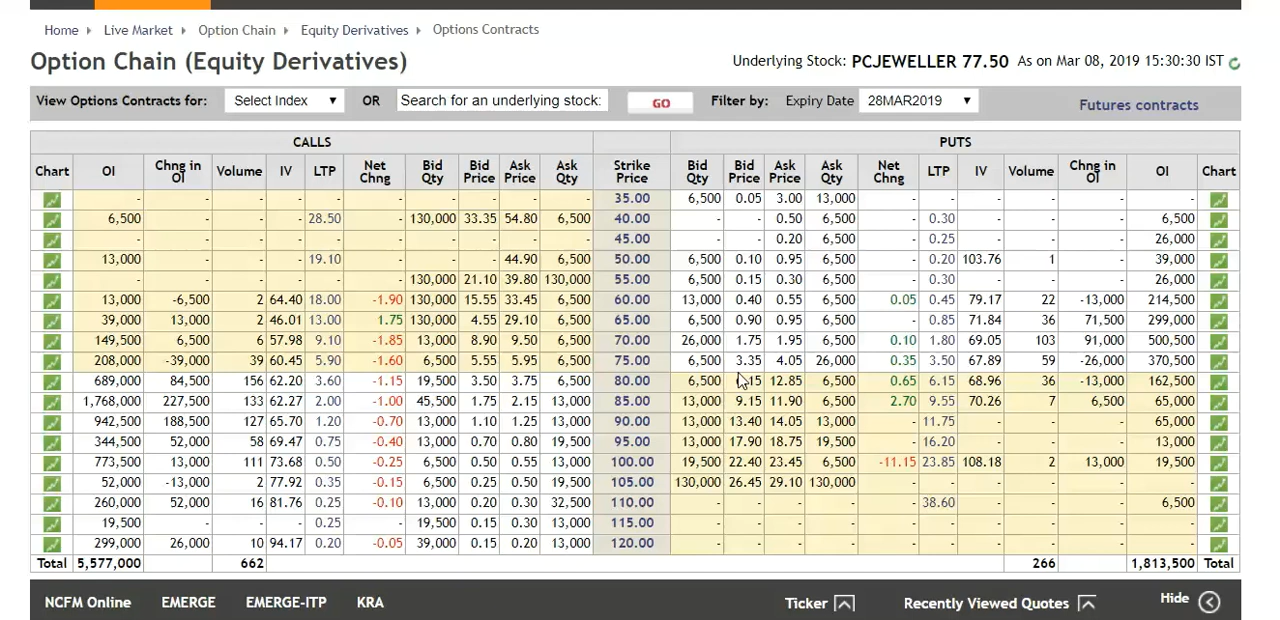 Home Live Market Option Chain Equity Derivatives Options Contracts
Option Chain (Equity Derivatives) Underlying Stock: PCJEWELLER 77.50 As on Mar 08, 2019 15:30:30 IST
View Options Contracts for: Select Index OR Search for an underlying stock: GO Filter by: Expiry Date 28MAR2019 Futures contracts
CALLS PUTS
Chart OI Chng in OI Volume IV LTP Net Chng Bid Qty Bid Price Ask Price Ask Qty Strike Price Bid Qty Bid Price Ask Price Ask Qty Net Chng LTP IV Volume Chng in OI OI Chart
- - - - - - - - - - 35.00 6,500 0.05 3.00 13,000 - - - - - -
6,500 - - - 28.50 - 130,000 33.35 54.80 6,500 40.00 - - 0.50 6,500 - 0.30 - - - 6,500
- - - - - - - - - - 45.00 - - 0.20 6,500 - 0.25 - - - 26,000
13,000 - - - 19.10 - - - 44.90 6,500 50.00 6,500 0.10 0.95 6,500 - 0.20 103.76 1 - 39,000
- - - - - - 130,000 21.10 39.80 130,000 55.00 6,500 0.15 0.30 6,500 - 0.30 - - - 26,000
13,000 -6,500 2 64.40 18.00 -1.90 130,000 15.55 33.45 6,500 60.00 13,000 0.40 0.55 6,500 0.05 0.45 79.17 22 -13,000 214,500
39,000 13,000 2 46.01 13.00 1.75 130,000 4.55 29.10 6,500 65.00 6,500 0.90 0.95 6,500 - 0.85 71.84 36 71,500 299,000
149,500 6,500 6 57.98 9.10 -1.85 13,000 8.90 9.50 6,500 70.00 26,000 1.75 1.95 6,500 0.10 1.80 69.05 103 91,000 500,500
208,000 -39,000 39 60.45 5.90 -1.60 6,500 5.55 5.95 6,500 75.00 6,500 3.35 4.05 26,000 0.35 3.50 67.89 59 -26,000 370,500
689,000 84,500 156 62.20 3.60 -1.15 19,500 3.50 3.75 6,500 80.00 6,500 12.85 6,500 0.65 6.15 68.96 36 -13,000 162,500
1,768,000 227,500 133 62.27 2.00 -1.00 45,500 1.75 2.15 13,000 85.00 13,000 9.15 11.90 6,500 2.70 9.55 70.26 7 6,500 65,000
942,500 188,500 127 65.70 1.20 -0.70 13,000 1.10 1.25 13,000 90.00 13,000 13.40 14.05 13,000 - 11.75 - - - 65,000
344,500 52,000 58 69.47 0.75 -0.40 13,000 0.70 0.80 19,500 95.00 13,000 17.90 18.75 19,500 - 16.20 - - - 13,000
773,500 13,000 111 73.68 0.50 -0.25 6,500 0.50 0.55 13,000 100.00 19,500 22.40 23.45 6,500 -11.15 23.85 108.18 2 13,000 19,500
52,000 -13,000 2 77.92 0.35 -0.15 6,500 0.25 0.50 19,500 105.00 130,000 26.45 29.10 130,000 - - - - - -
260,000 52,000 16 81.76 0.25 -0.10 13,000 0.20 0.30 32,500 110.00 - - - - - 38.60 - - - 6,500
19,500 - - - 0.25 - 19,500 0.15 0.30 13,000 115.00 - - - - - - - - - -
299,000 26,000 10 94.17 0.20 -0.05 39,000 0.15 0.20 13,000 120.00 - - - - - - - - - -
Total 5,577,000 662 266 1,813,500 Total
NCFM Online EMERGE EMERGE-ITP KRA Ticker Recently Viewed Quotes Hide